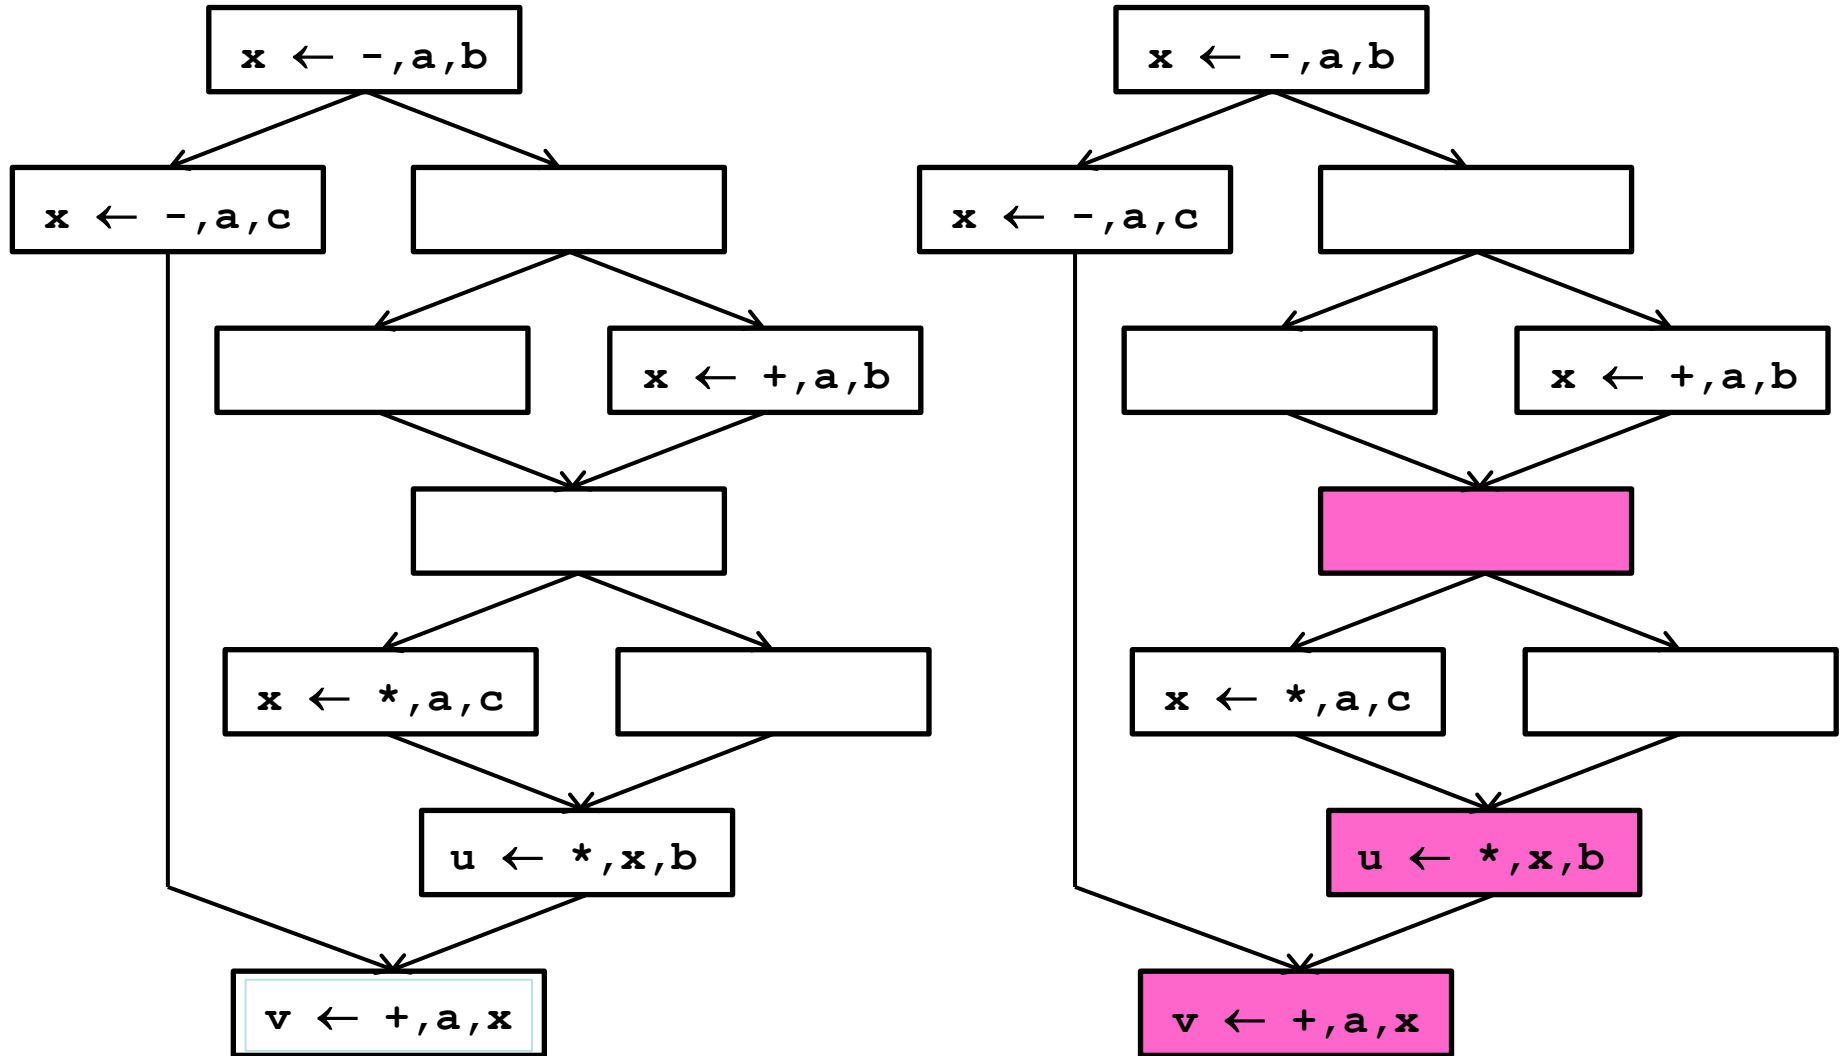 x ← -,a,b
x ← -,a,c
x ← +,a,b
x ← *,a,c
u ← *,x,b
v ← +,a,x
x ← -,a,b
x ← -,a,c
x ← +,a,b
x ← *,a,c
u ← *,x,b
v ← +,a,x